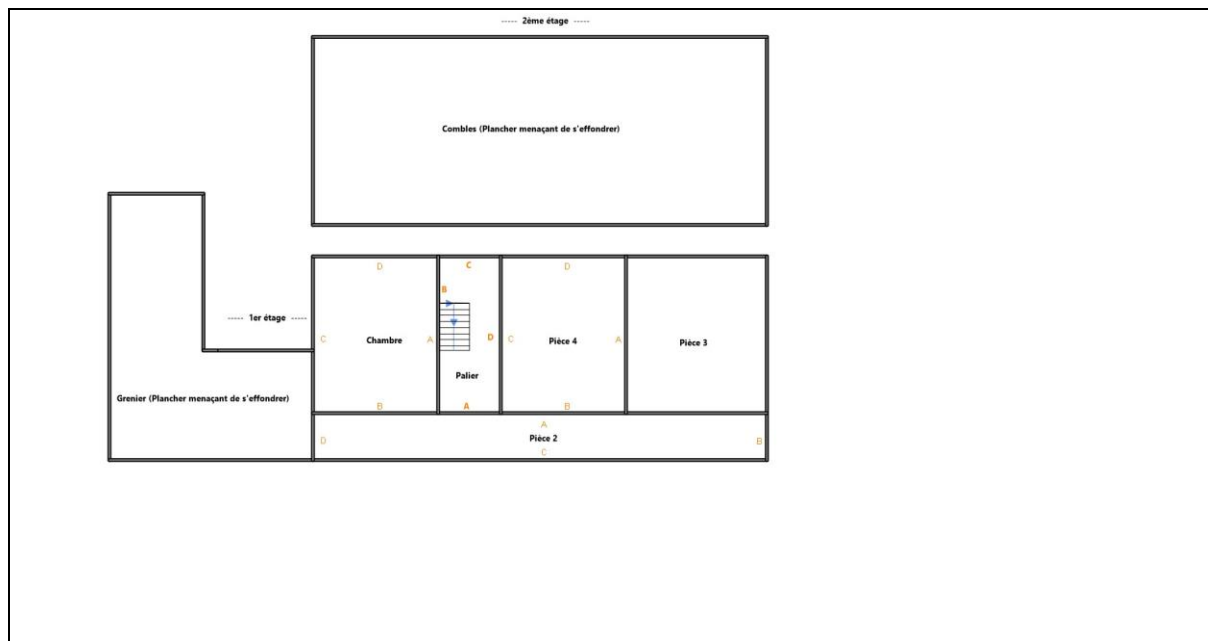 ----- 2ème étage -----
Combles (Plancher menaçant de s'effondrer)
----- 1er étage -----
D
C
D
B
C
Chambre
A
D
C
Pièce 4
A
Pièce 3
Palier
Grenier (Plancher menaçant de s'effondrer)
B
A
B
A
D
Pièce 2
B
C